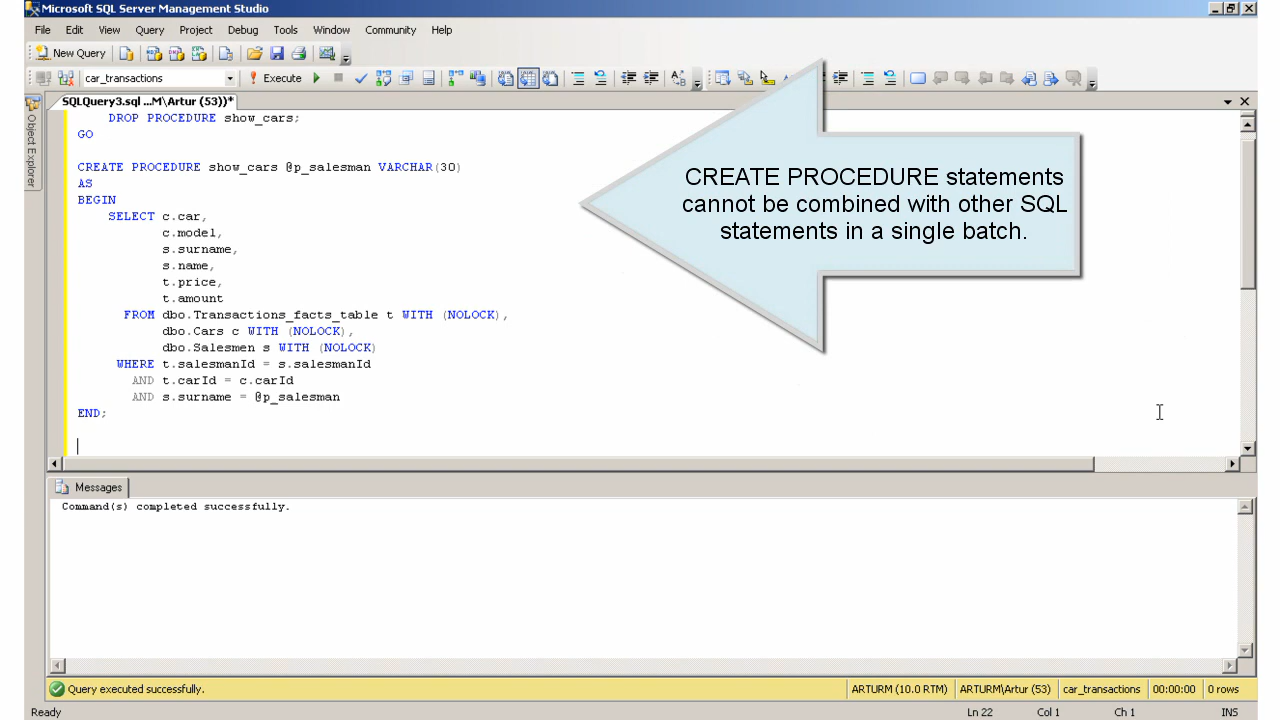 Microsoft SQL Server Management Studio
File Edit View Query Project Debug Tools Window Community Help
New Query
car_transactions Execute
SQLQuery3.sql ...M\Artur (53))*
Object Explorer
DROP PROCEDURE show_cars;
GO
CREATE PROCEDURE show_cars @p_salesman VARCHAR(30)
AS
BEGIN
SELECT c.car,
c.model,
s.surname,
s.name,
t.price,
t.amount
FROM dbo.Transactions_facts_table t WITH (NOLOCK),
dbo.Cars c WITH (NOLOCK),
dbo.Salesmen s WITH (NOLOCK)
WHERE t.salesmanId = s.salesmanId
AND t.carId = c.carId
AND s.surname = @p_salesman
END;
CREATE PROCEDURE statements
cannot be combined with other SQL
statements in a single batch.
Messages
Command(s) completed successfully.
Query executed successfully. ARTURM (10.0 RTM) ARTURM\Artur (53) car_transactions 00:00:00 0 rows
Ready Ln 22 Col 1 Ch 1 INS